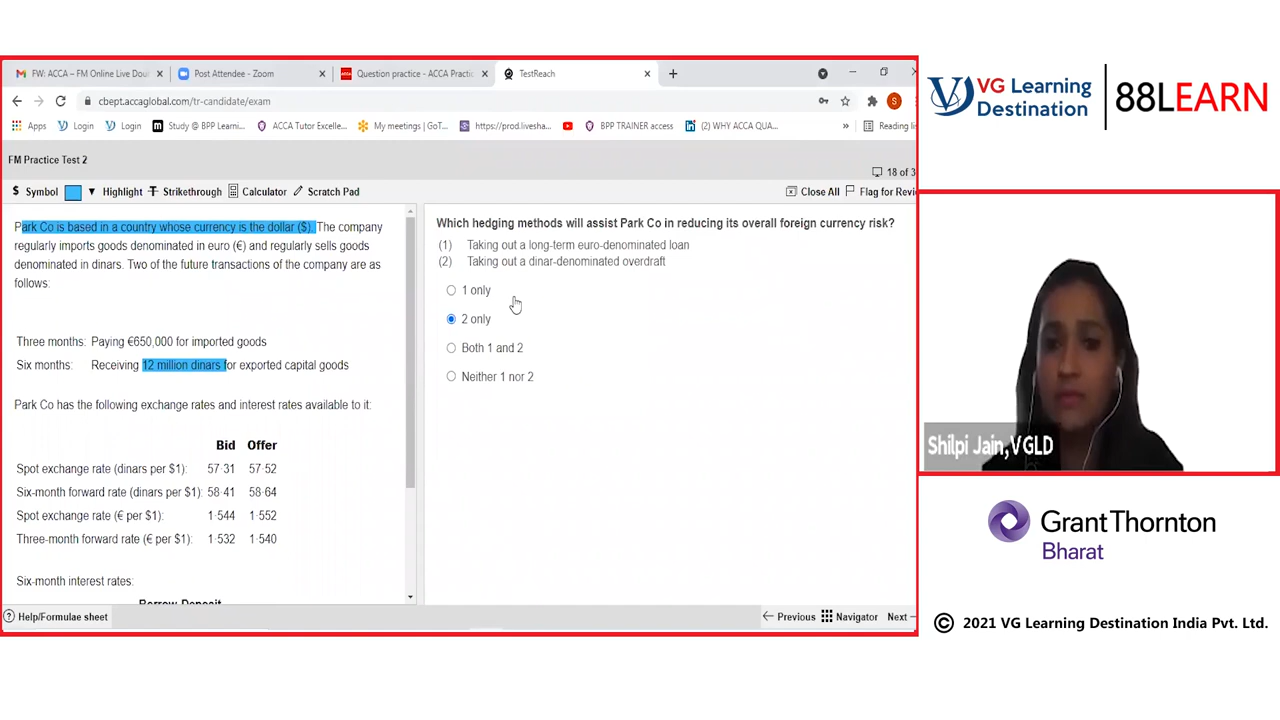 FW: ACCA – FM Online Live Dou
Post Attendee - Zoom
Question practice - ACCA Practic
TestReach
cbept.accaglobal.com/tr-candidate/exam
S
Apps
Login
Login
Study @ BPP Learni...
ACCA Tutor Excelle...
My meetings | GoT...
https://prod.livesha...
BPP TRAINER access
(2) WHY ACCA QUA...
»
Reading lis
FM Practice Test 2
18 of 3
$ Symbol
Highlight
Strikethrough
Calculator
Scratch Pad
Close All
Flag for Revie
Park Co is based in a country whose currency is the dollar ($). The company
regularly imports goods denominated in euro (€) and regularly sells goods
denominated in dinars. Two of the future transactions of the company are as
follows:
Three months: Paying €650,000 for imported goods
Six months: Receiving 12 million dinars for exported capital goods
Park Co has the following exchange rates and interest rates available to it:
Bid Offer
Spot exchange rate (dinars per $1): 57·31 57·52
Six-month forward rate (dinars per $1): 58·41 58·64
Spot exchange rate (€ per $1): 1·544 1·552
Three-month forward rate (€ per $1): 1·532 1·540
Six-month interest rates:
Borrow Deposit
Which hedging methods will assist Park Co in reducing its overall foreign currency risk?
(1) Taking out a long-term euro-denominated loan
(2) Taking out a dinar-denominated overdraft
1 only
2 only
Both 1 and 2
Neither 1 nor 2
Help/Formulae sheet
Previous
Navigator
Next
VG Learning
Destination
88LEARN
Shilpi Jain,VGLD
GrantThornton
Bharat
© 2021 VG Learning Destination India Pvt. Ltd.